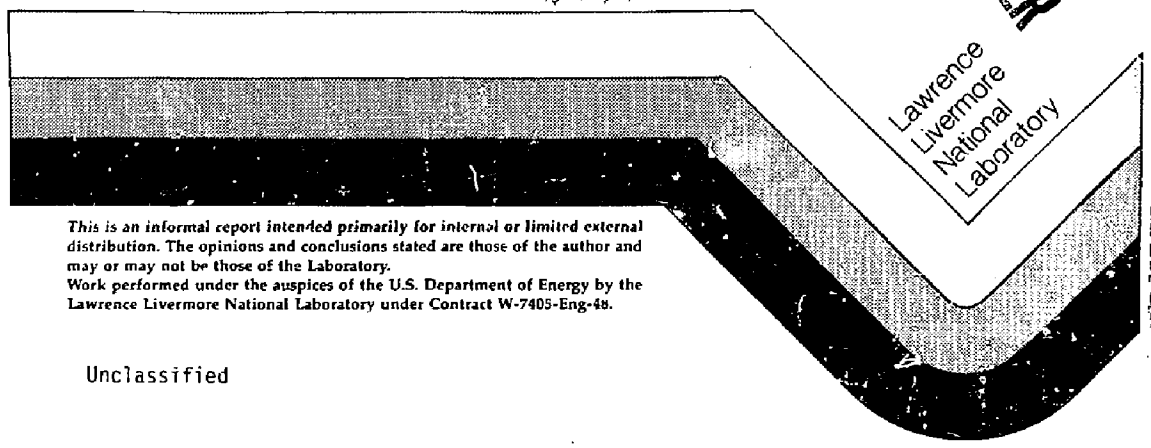 Lawrence
Livermore
National
Laboratory
This is an informal report intended primarily for internal or limited external
distribution. The opinions and conclusions stated are those of the author and
may or may not be those of the Laboratory.
Work performed under the auspices of the U.S. Department of Energy by the
Lawrence Livermore National Laboratory under Contract W-7405-Eng-48.
Unclassified